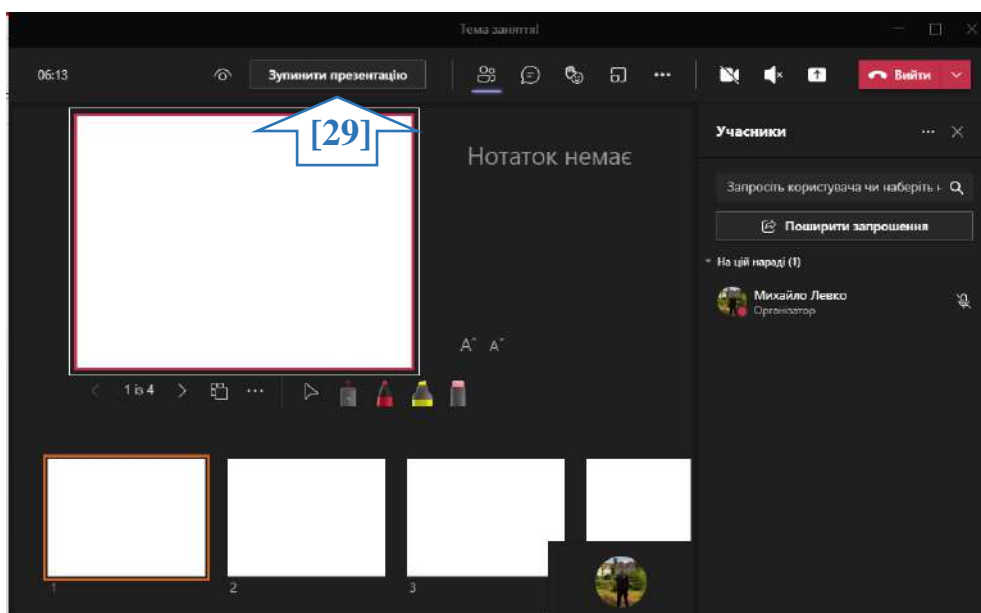 Тема заняття!
06:13
Зупинити презентацію
Вийти
[29]
Нотаток немає
Учасники
Запросіть користувача чи наберіть н
Поширити запрошення
На цій нараді (1)
Михайло Левко
Організатор
A˄ A˅
1 із 4
1
2
3